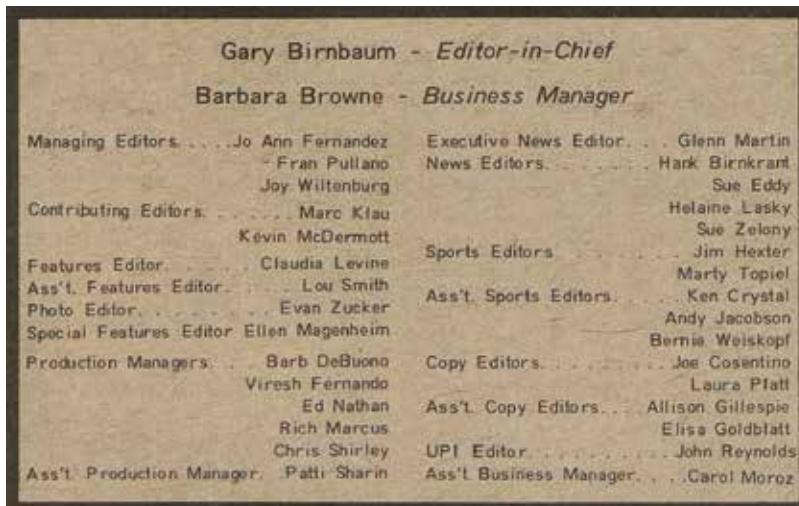 Gary Birnbaum - Editor-in-Chief
Barbara Browne - Business Manager
Managing Editors. . . . .Jo Ann Fernandez
Fran Pullano
Joy Wiltenburg
Contributing Editors. . . . . . . Marc Klau
Kevin McDermott
Features Editor. . . . . . Claudia Levine
Ass't. Features Editor. . . . . Lou Smith
Photo Editor. . . . . . . . . Evan Zucker
Special Features Editor Ellen Magenheim
Production Managers. . . Barb DeBuono
Viresh Fernando
Ed Nathan
Rich Marcus
Chris Shirley
Ass't. Production Manager. .Patti Sharin
Executive News Editor. . . Glenn Martin
News Editors. . . . . . . . Hank Birnkrant
Sue Eddy
Helaine Lasky
Sue Zelony
Sports Editors . . . . . . . . . Jim Hexter
Marty Topiel
Ass't. Sports Editors. . . . . Ken Crystal
Andy Jacobson
Bernie Weiskopf
Copy Editors. . . . . . . . . Joe Cosentino
Laura Platt
Ass't. Copy Editors. . . . Allison Gillespie
Elisa Goldblatt
UPI Editor. . . . . . . . . . John Reynolds
Ass't. Business Manager. . . . .Carol Moroz